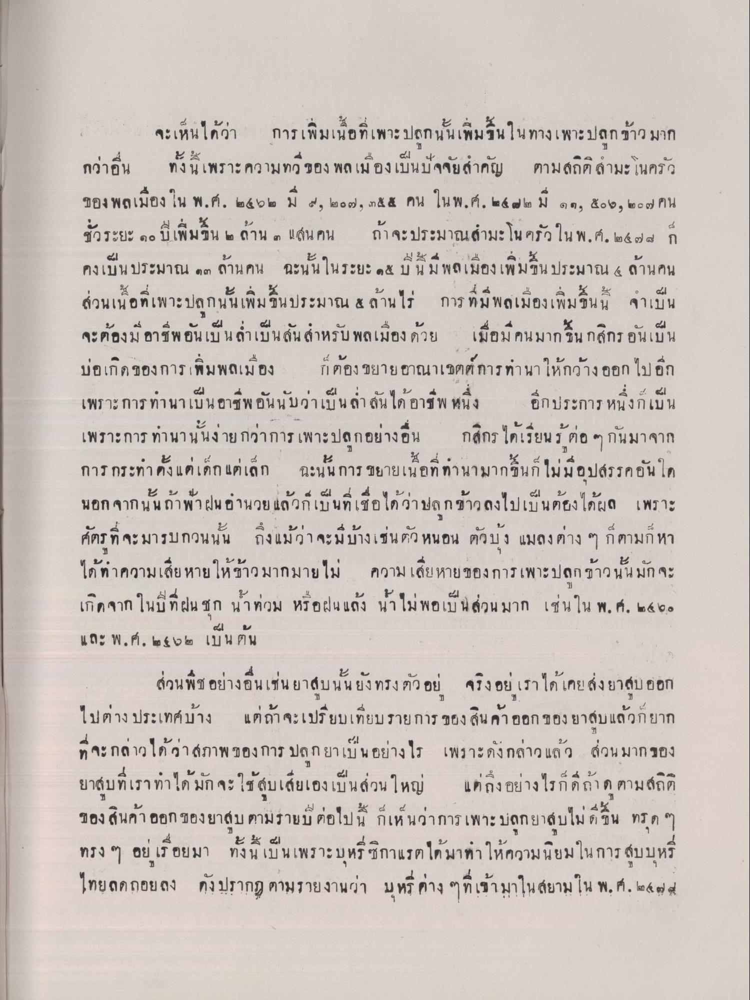 จะเห็นได้ว่า การเพิ่มเนื้อที่เพาะปลูกนั้นเพิ่มขึ้นในทางเพาะปลูกข้าวมาก
กว่าอื่น ทั้งนี้เพราะความทวีของพลเมืองเป็นปัจจัยสำคัญ ตามสถิติสำมะโนครัว
ของพลเมืองใน พ.ศ. ๒๔๖๒ มี ๙,๒๐๗,๓๕๕ คน ในพ.ศ. ๒๔๗๒ มี ๑๑,๕๐๖,๒๐๗ คน
ชั่วระยะ ๑๐ ปีเพิ่มขึ้น ๒ ล้าน ๓ แสนคน ถ้าจะประมาณสำมะโนครัวใน พ.ศ. ๒๔๗๘ ก็
คงเป็นประมาณ ๑๓ ล้านคน ฉะนั้นในระยะ ๑๕ ปีนี้มีพลเมืองเพิ่มขึ้นประมาณ ๔ ล้านคน
ส่วนเนื้อที่เพาะปลูกนั้นเพิ่มขึ้นประมาณ ๕ ล้านไร่ การที่มีพลเมืองเพิ่มขึ้นนี้ จำเป็น
จะต้องมีอาชีพอันเป็นล่ำเป็นสันสำหรับพลเมืองด้วย เมื่อมีคนมากขึ้นกสิกรอันเป็น
บ่อเกิดของการเพิ่มพลเมือง ก็ต้องขยายอาณาเขตต์การทำนาให้กว้างออกไปอีก
เพราะการทำนาเป็นอาชีพอันนับว่าเป็นล่ำสันได้อาชีพหนึ่ง อีกประการหนึ่งก็เป็น
เพราะการทำนานั้นง่ายกว่าการเพาะปลูกอย่างอื่น กสิกรได้เรียนรู้ต่อๆกันมาจาก
การกระทำตั้งแต่เด็กแต่เล็ก ฉะนั้นการขยายเนื้อที่ทำนามากขึ้นก็ไม่มีอุปสรรคอันใด
นอกจากนั้นถ้าฟ้าฝนอำนวยแล้วก็เป็นที่เชื่อได้ว่าปลูกข้าวลงไปเป็นต้องได้ผล เพราะ
ศัตรูที่จะมารบกวนนั้น ถึงแม้ว่าจะมีบ้างเช่นตัวหนอน ตัวบุ้ง แมลงต่างๆก็ตามก็หา
ได้ทำความเสียหายให้ข้าวมากมายไม่ ความเสียหายของการเพาะปลูกข้าวนั้นมักจะ
เกิดจากในปีที่ฝนชุก น้ำท่วม หรือฝนแล้ง น้ำไม่พอเป็นส่วนมาก เช่นใน พ.ศ. ๒๔๖๐
และ พ.ศ. ๒๔๖๒ เป็นต้น
ส่วนพืชอย่างอื่นเช่นยาสูบนั้นยังทรงตัวอยู่ จริงอยู่เราได้เคยส่งยาสูบออก
ไปต่างประเทศบ้าง แต่ถ้าจะเปรียบเทียบรายการของสินค้าออกของยาสูบแล้วก็ยาก
ที่จะกล่าวได้ว่าสภาพของการปลูกยาเป็นอย่างไร เพราะดังกล่าวแล้ว ส่วนมากของ
ยาสูบที่เราทำได้มักจะใช้สูบเสียเองเป็นส่วนใหญ่ แต่ถึงอย่างไรก็ดีถ้าดูตามสถิติ
ของสินค้าออกของยาสูบตามรายปีต่อไปนี้ ก็เห็นว่าการเพาะปลูกยาสูบไม่ดีขึ้น ทรุดๆ
ทรงๆ อยู่เรื่อยมา ทั้งนี้เป็นเพราะบุหรี่ซิกาแรตได้มาทำให้ความนิยมในการสูบบุหรี่
ไทยลดถอยลง ดังปรากฏตามรายงานว่า บุหรี่ต่างๆที่เข้ามาในสยามใน พ.ศ. ๒๔๗๘